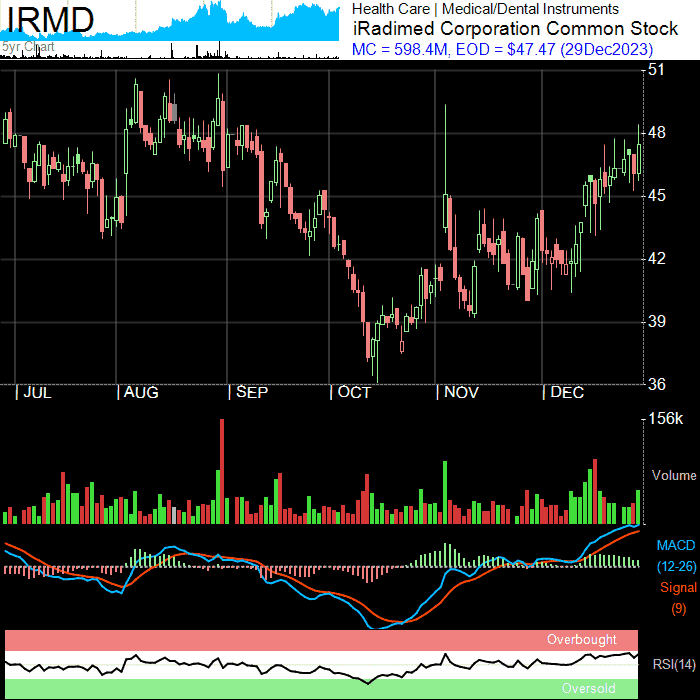 IRMD
5yr Chart
Health Care | Medical/Dental Instruments
iRadimed Corporation Common Stock
MC = 598.4M, EOD = $47.47 (29Dec2023)
51
48
45
42
39
36
| JUL | AUG | SEP | OCT | NOV | DEC
156k
Volume
MACD
(12-26)
Signal
(9)
Overbought
RSI(14)
Oversold